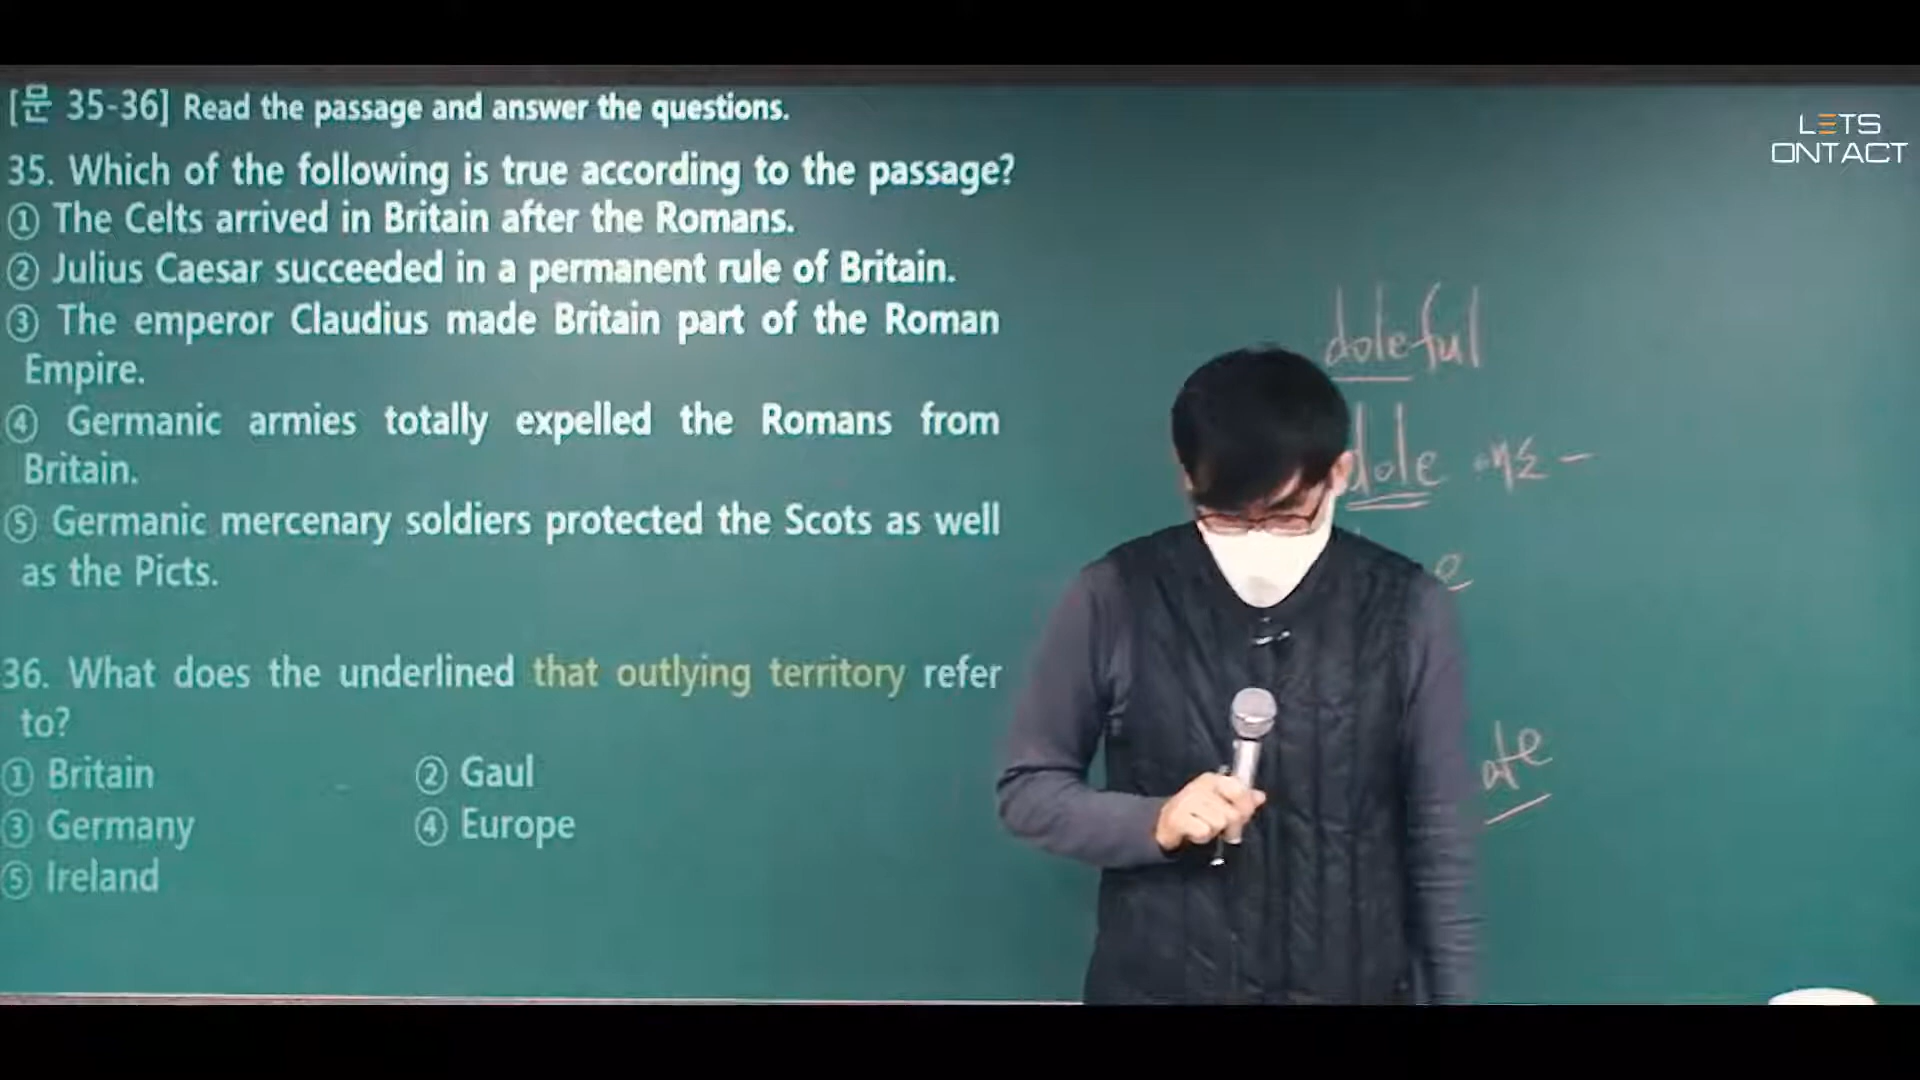 [문 35-36] Read the passage and answer the questions.
LETS
ONTACT
35. Which of the following is true according to the passage?
① The Celts arrived in Britain after the Romans.
② Julius Caesar succeeded in a permanent rule of Britain.
③ The emperor Claudius made Britain part of the Roman
Empire.
④ Germanic armies totally expelled the Romans from
Britain.
⑤ Germanic mercenary soldiers protected the Scots as well
as the Picts.
36. What does the underlined that outlying territory refer
to?
① Britain ② Gaul
③ Germany ④ Europe
⑤ Ireland
doleful
dole
ate